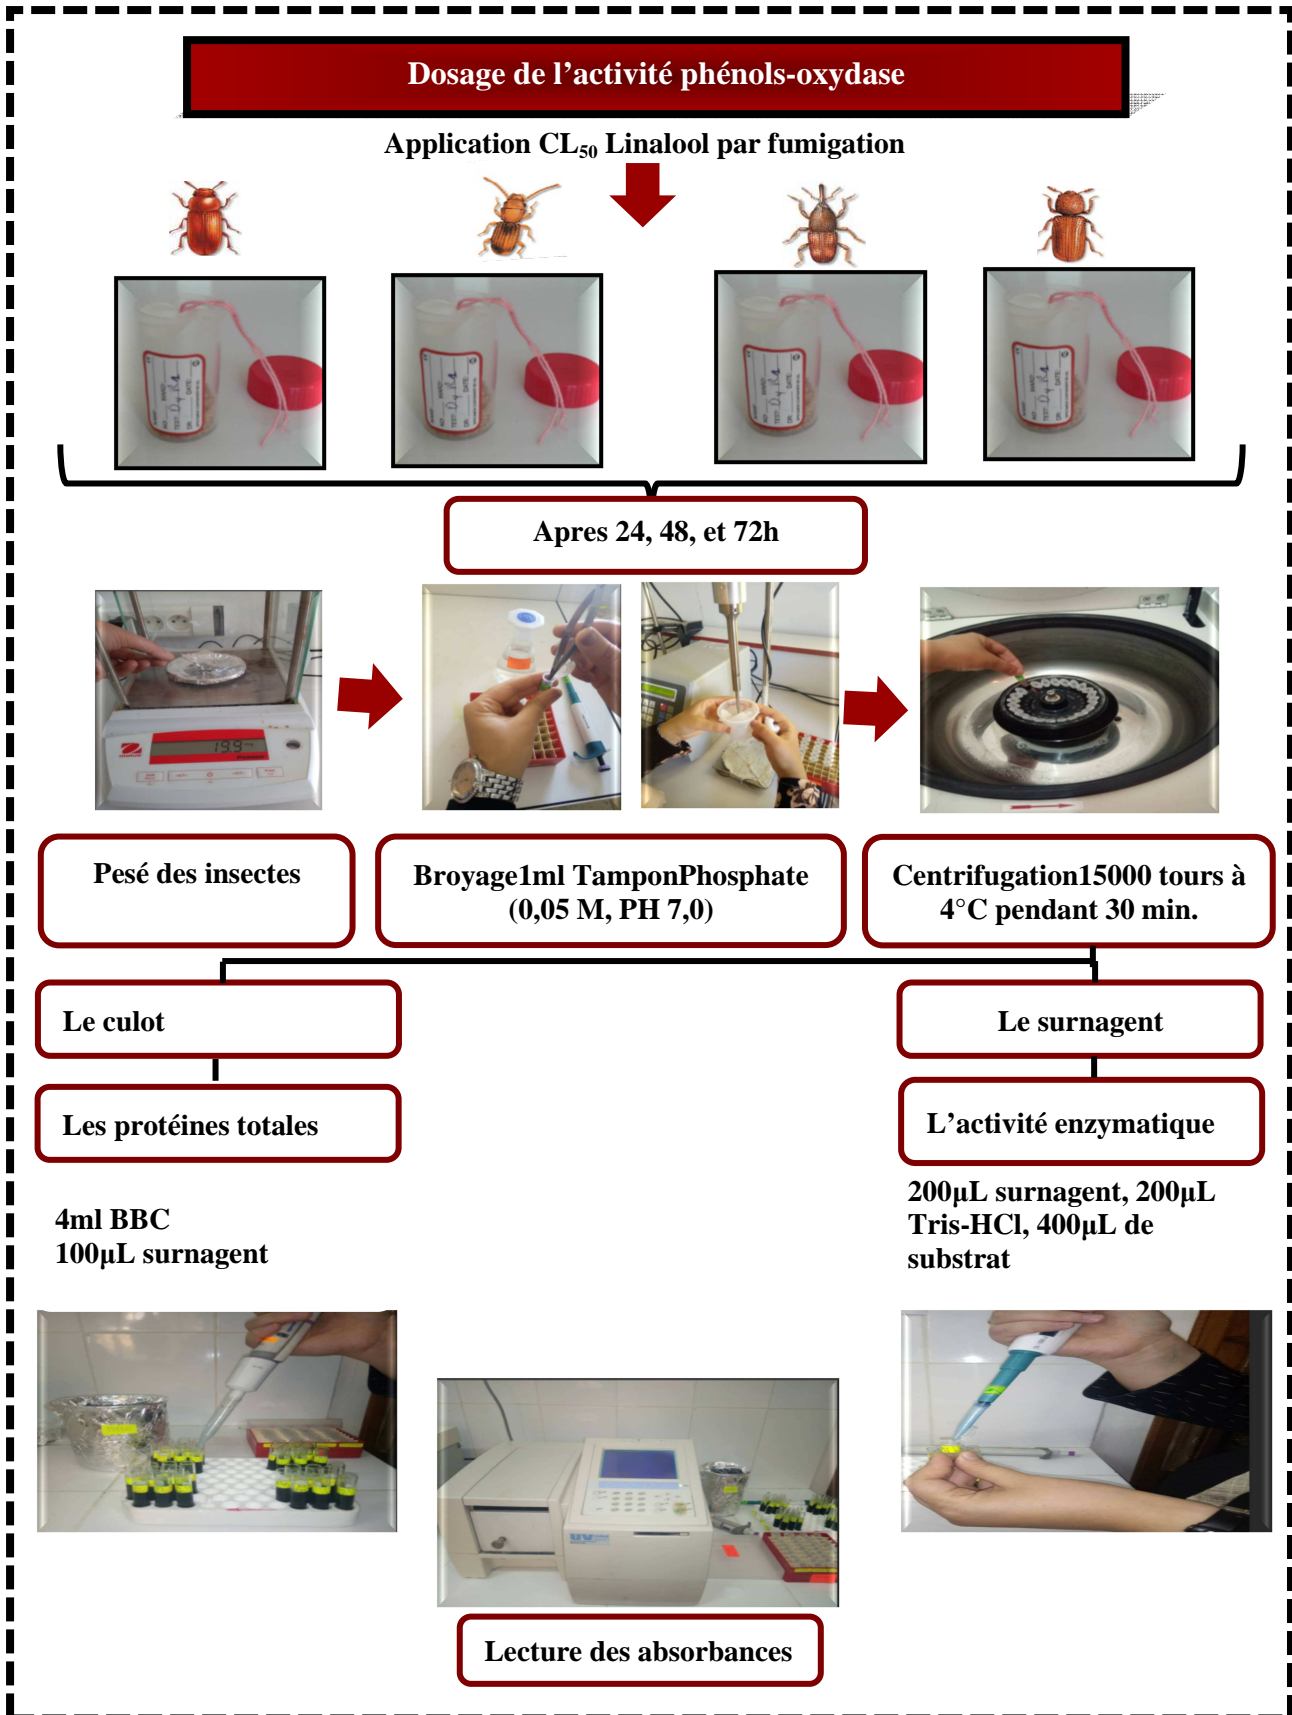 Dosage de l'activité phénols-oxydase
Application CL₅₀ Linalool par fumigation
Apres 24, 48, et 72h
Pesé des insectes
Broyage1ml TamponPhosphate
(0,05 M, PH 7,0)
Centrifugation15000 tours à
4°C pendant 30 min.
Le culot
Le surnagent
Les protéines totales
L'activité enzymatique
4ml BBC
100µL surnagent
200µL surnagent, 200µL
Tris-HCl, 400µL de
substrat
Lecture des absorbances